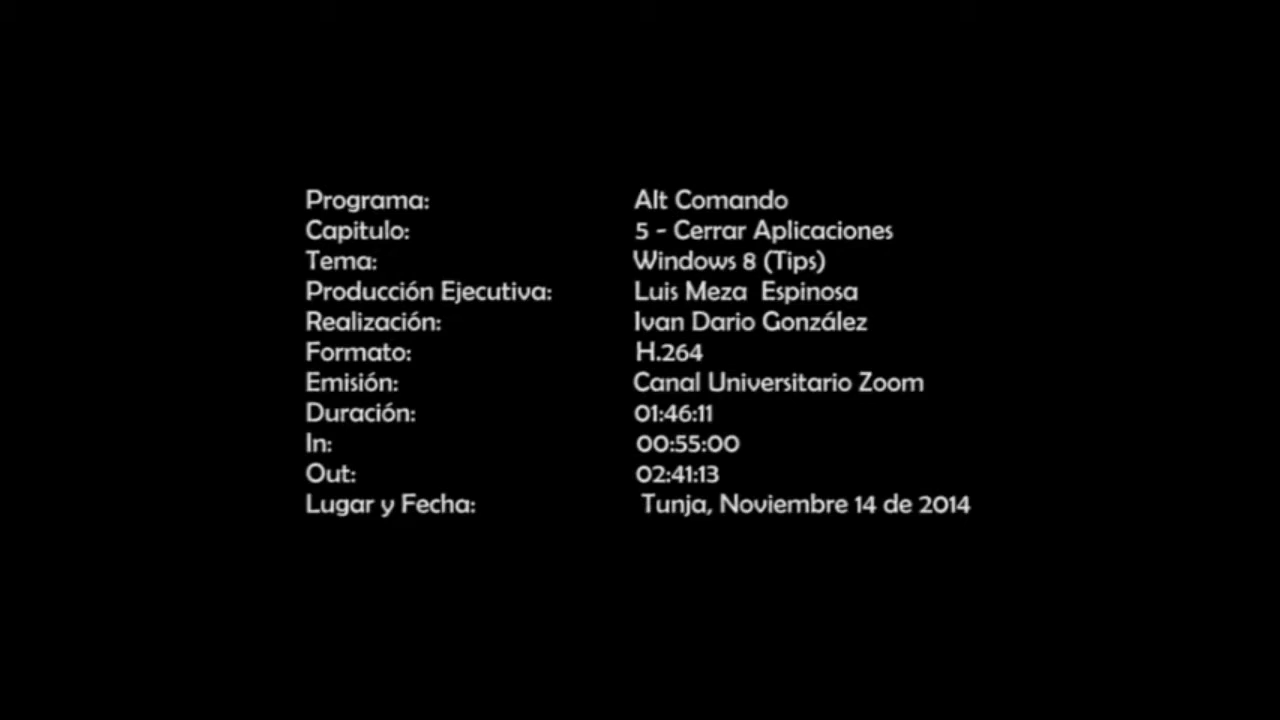 Programa: Alt Comando
Capitulo: 5 - Cerrar Aplicaciones
Tema: Windows 8 (Tips)
Producción Ejecutiva: Luis Meza Espinosa
Realización: Ivan Dario González
Formato: H.264
Emisión: Canal Universitario Zoom
Duración: 01:46:11
In: 00:55:00
Out: 02:41:13
Lugar y Fecha: Tunja, Noviembre 14 de 2014